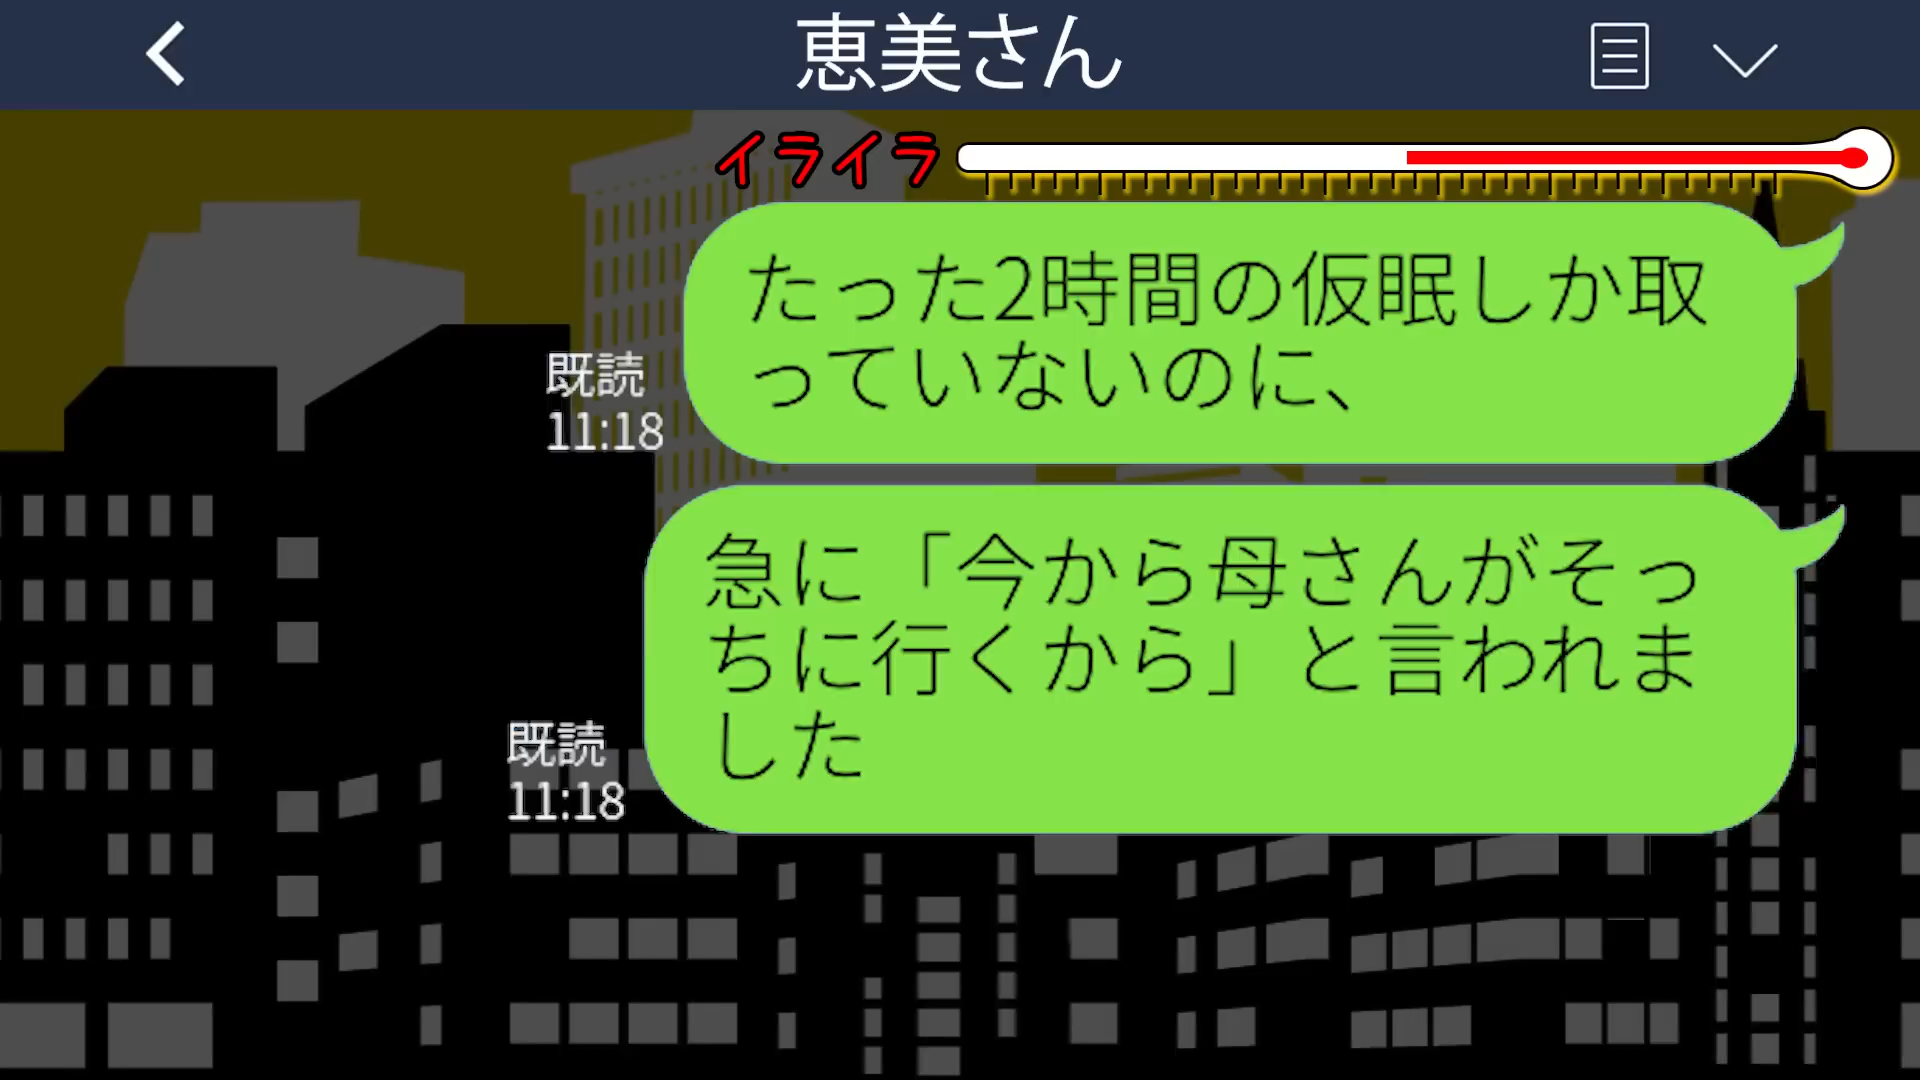 恵美さん
イライラ
たった2時間の仮眠しか取
っていないのに、
既読
11:18
急に「今から母さんがそっ
ちに行くから」と言われま
した
既読
11:18